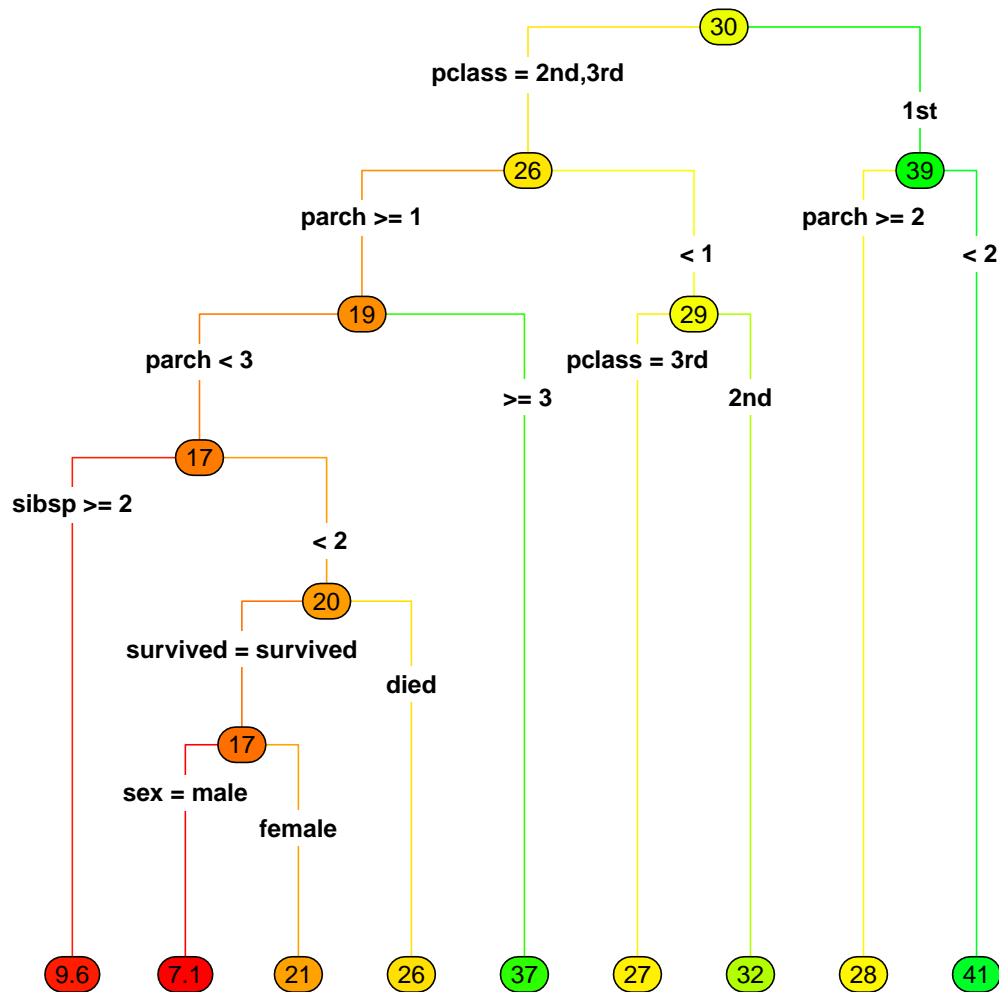 30
pclass = 2nd,3rd
1st
26
39
parch >= 1
parch >= 2
< 1
< 2
19
29
parch < 3
pclass = 3rd
>= 3
2nd
17
sibsp >= 2
< 2
20
survived = survived
died
17
sex = male
female
9.6
7.1
21
26
37
27
32
28
41